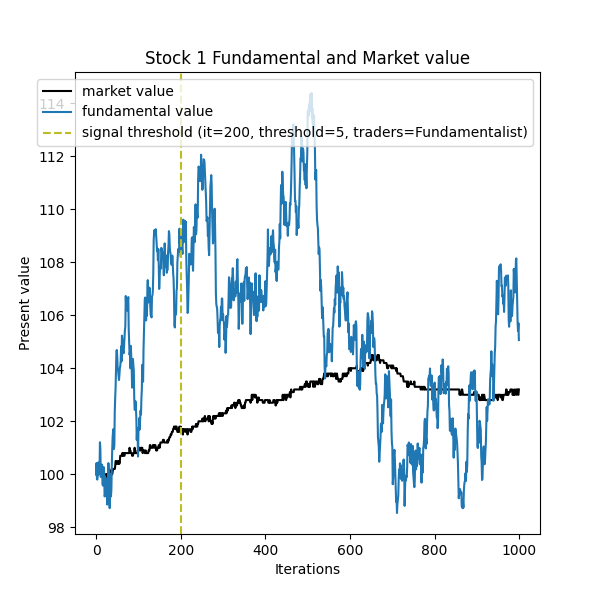 Stock 1 Fundamental and Market value
market value
fundamental value
signal threshold (it=200, threshold=5, traders=Fundamentalist)
114
112
110
108
106
104
102
100
98
Present value
0
200
400
600
800
1000
Iterations